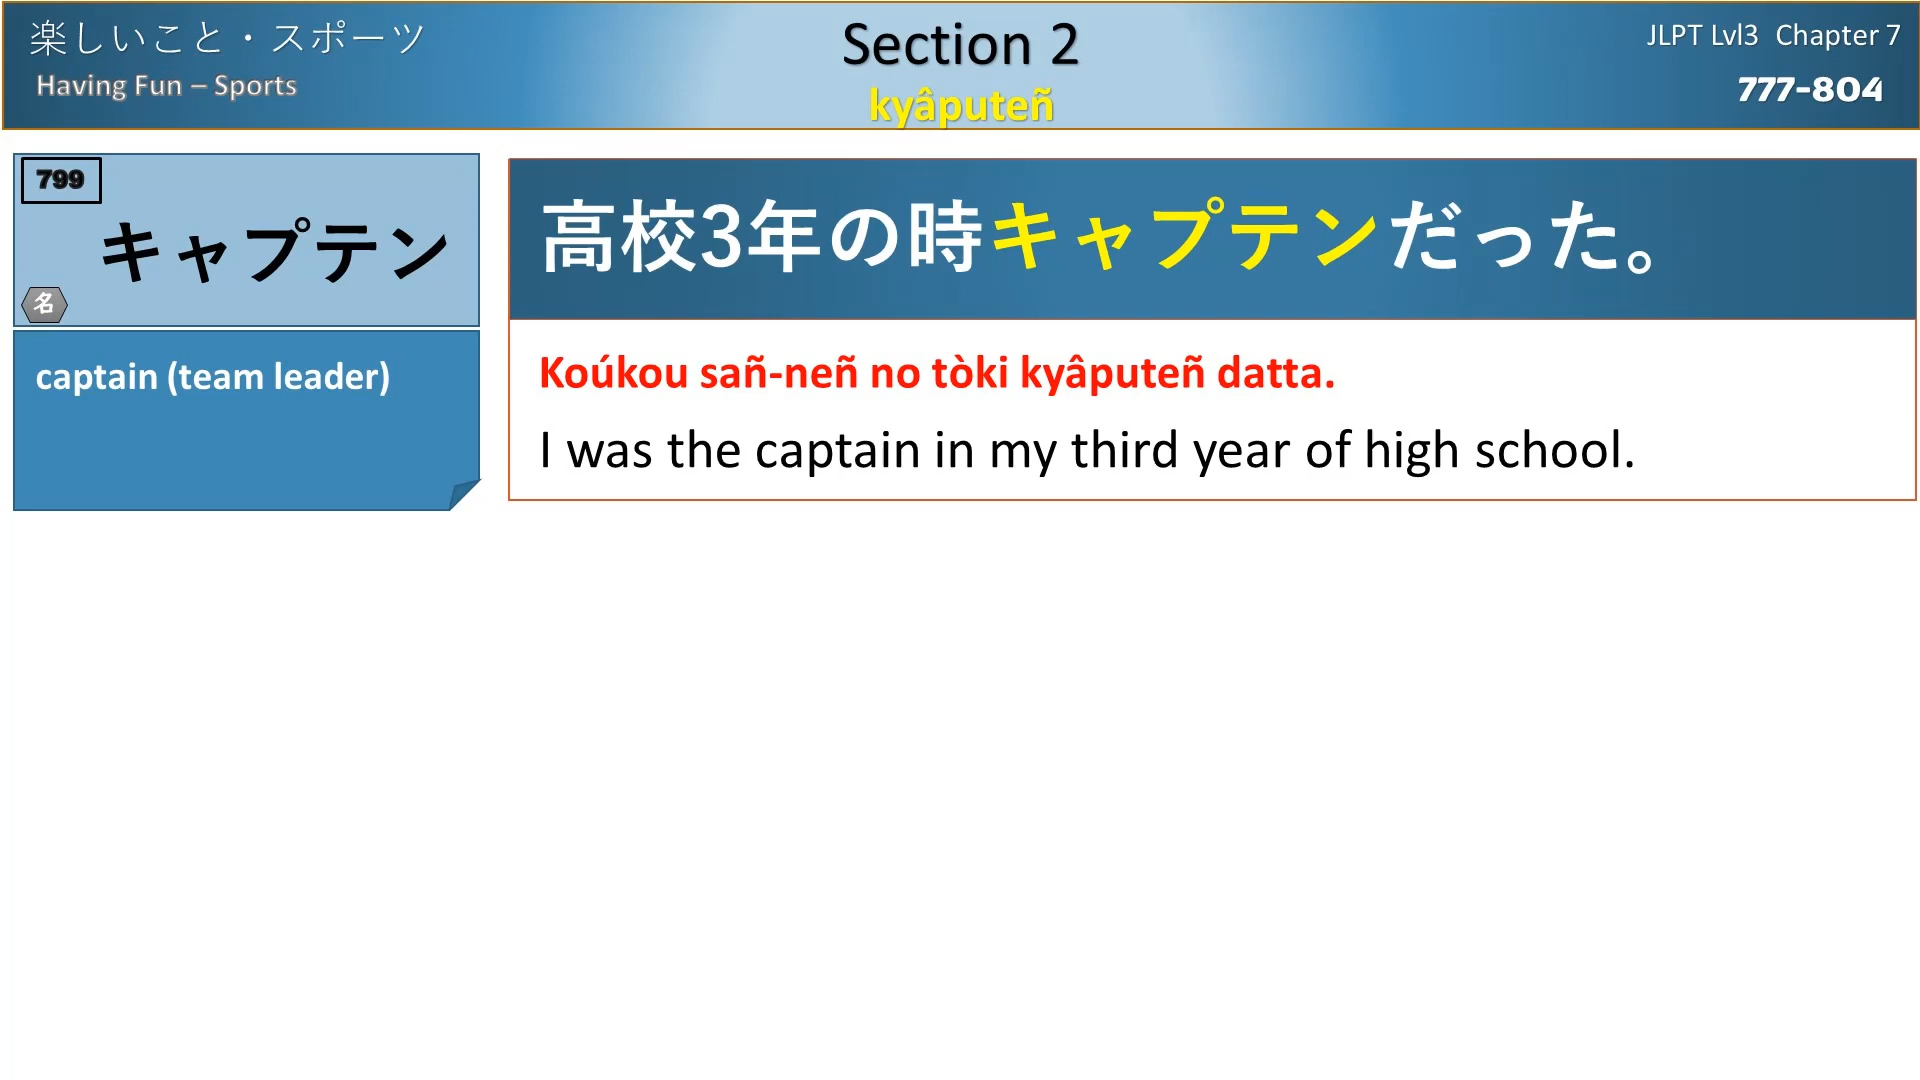 楽しいこと・スポーツ
Having Fun – Sports
Section 2
kyâputeñ
JLPT Lvl3 Chapter 7
777-804
799
キャプテン
名
captain (team leader)
高校3年の時キャプテンだった。
Koúkou sañ-neñ no tòki kyâputeñ datta.
I was the captain in my third year of high school.